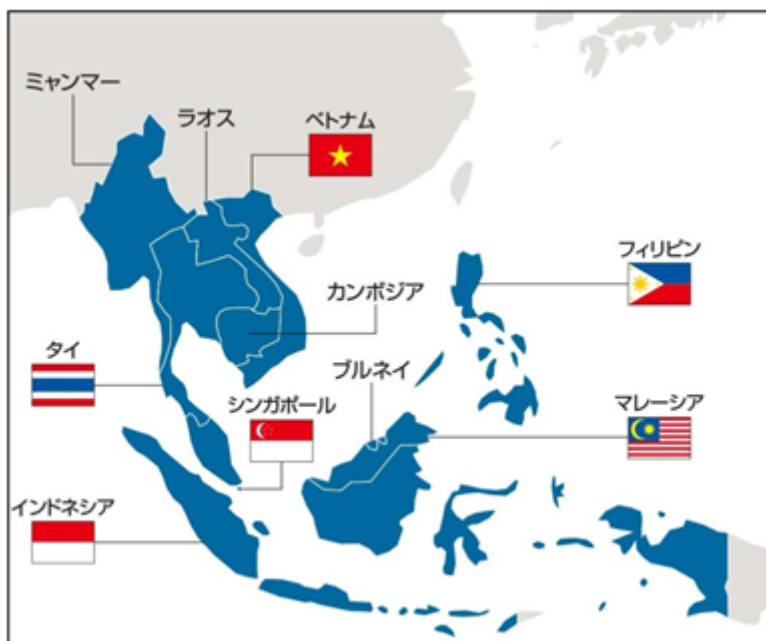 ミャンマー
ラオス
ベトナム
フィリピン
カンボジア
タイ
ブルネイ
シンガポール
マレーシア
インドネシア